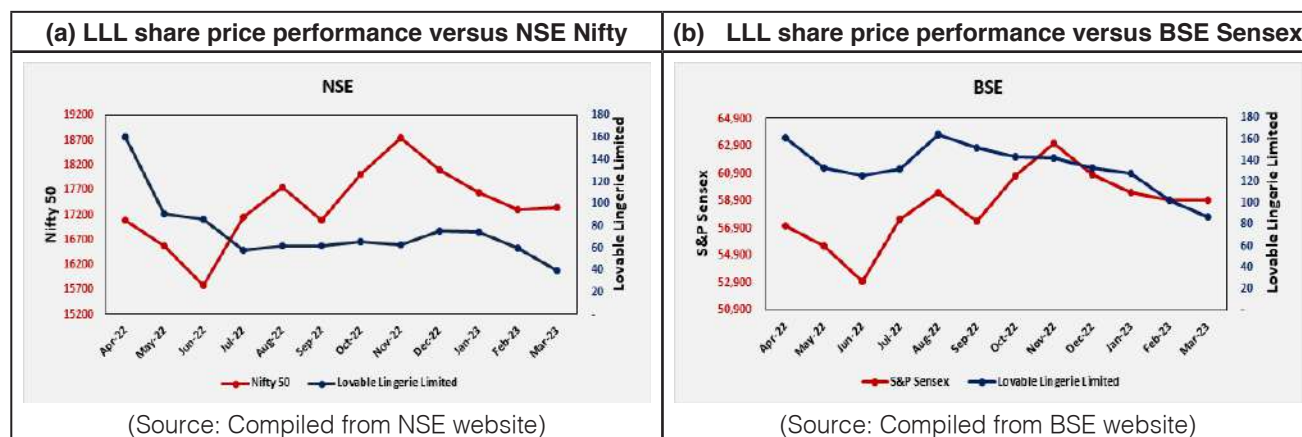 (a) LLL share price performance versus NSE Nifty
NSE
19200
18700
18200
17700
17200
16700
16200
15700
15200
Nifty 50
180
160
140
120
100
80
60
40
20
-
Lovable Lingerie Limited
Apr-22
May-22
Jun-22
Jul-22
Aug-22
Sep-22
Oct-22
Nov-22
Dec-22
Jan-23
Feb-23
Mar-23
Nifty 50
Lovable Lingerie Limited
(Source: Compiled from NSE website)
(b) LLL share price performance versus BSE Sensex
BSE
64,900
62,900
60,900
58,900
56,900
54,900
52,900
50,900
S&P Sensex
180
160
140
120
100
80
60
40
20
-
Lovable Lingerie Limited
Apr-22
May-22
Jun-22
Jul-22
Aug-22
Sep-22
Oct-22
Nov-22
Dec-22
Jan-23
Feb-23
Mar-23
S&P Sensex
Lovable Lingerie Limited
(Source: Compiled from BSE website)